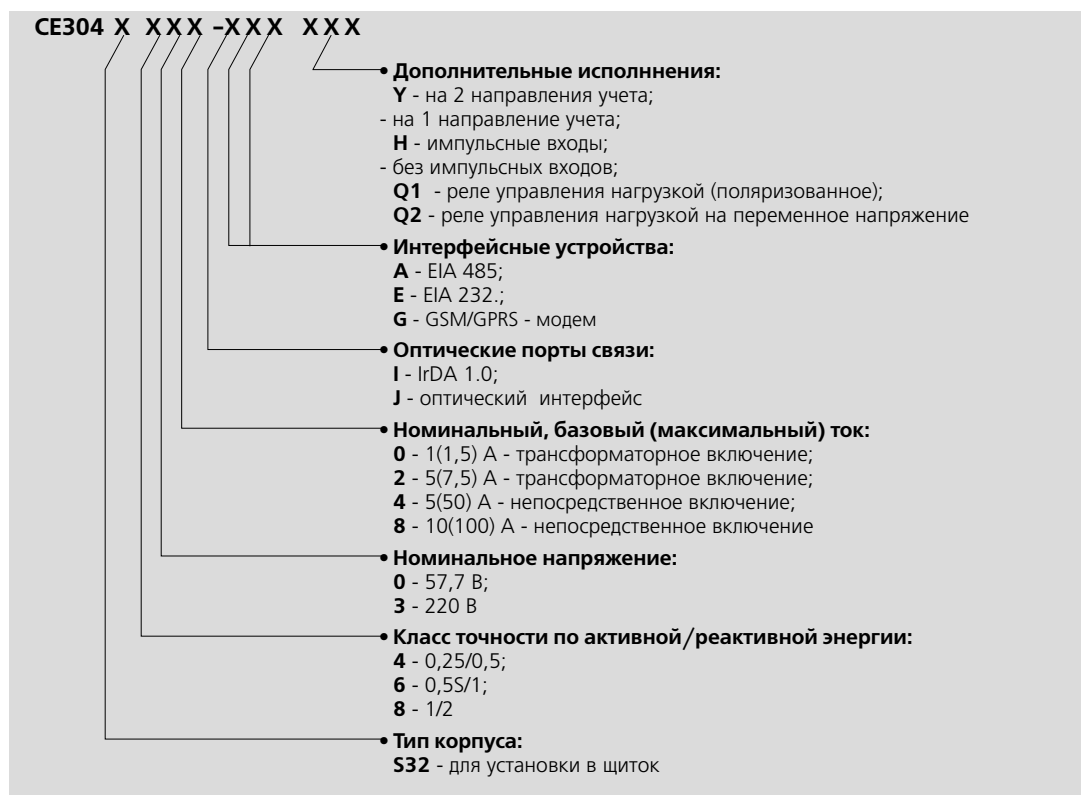 CE304 X XXX –XXX XXX
• Дополнительные исполннения:
Y - на 2 направления учета;
- на 1 направление учета;
H - импульсные входы;
- без импульсных входов;
Q1 - реле управления нагрузкой (поляризованное);
Q2 - реле управления нагрузкой на переменное напряжение
• Интерфейсные устройства:
A - EIA 485;
E - EIA 232.;
G - GSM/GPRS - модем
• Оптические порты связи:
I - IrDA 1.0;
J - оптический интерфейс
• Номинальный, базовый (максимальный) ток:
0 - 1(1,5) А - трансформаторное включение;
2 - 5(7,5) А - трансформаторное включение;
4 - 5(50) А - непосредственное включение;
8 - 10(100) А - непосредственное включение
• Номинальное напряжение:
0 - 57,7 В;
3 - 220 В
• Класс точности по активной/реактивной энергии:
4 - 0,25/0,5;
6 - 0,5S/1;
8 - 1/2
• Тип корпуса:
S32 - для установки в щиток